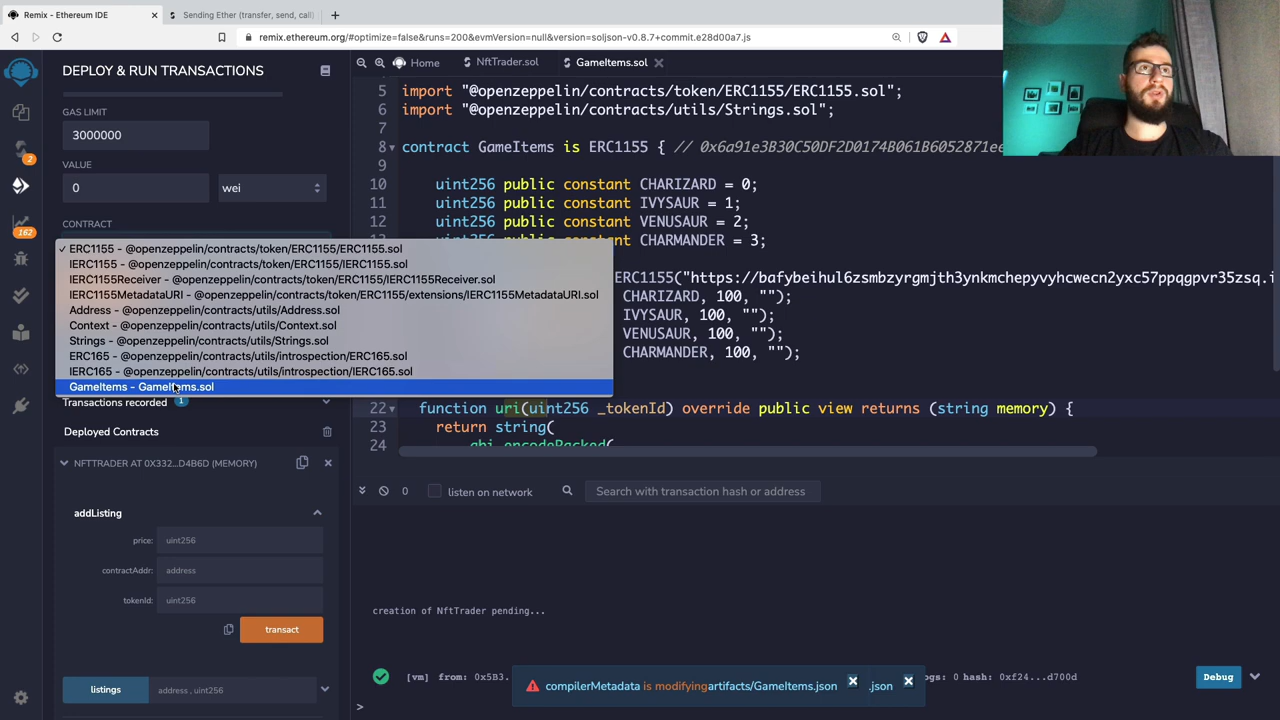 Remix - Ethereum IDE
Sending Ether (transfer, send, call)
remix.ethereum.org/#optimize=false&runs=200&evmVersion=null&version=soljson-v0.8.7+commit.e28d00a7.js
DEPLOY & RUN TRANSACTIONS
Home
NftTrader.sol
GameItems.sol
GAS LIMIT
3000000
VALUE
0
wei
CONTRACT
ERC1155 - @openzeppelin/contracts/token/ERC1155/ERC1155.sol
IERC1155 - @openzeppelin/contracts/token/ERC1155/IERC1155.sol
IERC1155Receiver - @openzeppelin/contracts/token/ERC1155/IERC1155Receiver.sol
IERC1155MetadataURI - @openzeppelin/contracts/token/ERC1155/extensions/IERC1155MetadataURI.sol
Address - @openzeppelin/contracts/utils/Address.sol
Context - @openzeppelin/contracts/utils/Context.sol
Strings - @openzeppelin/contracts/utils/Strings.sol
ERC165 - @openzeppelin/contracts/utils/introspection/ERC165.sol
IERC165 - @openzeppelin/contracts/utils/introspection/IERC165.sol
GameItems - GameItems.sol
Transactions recorded 1
Deployed Contracts
NFTTRADER AT 0X332...D4B6D (MEMORY)
addListing
price: uint256
contractAddr: address
tokenId: uint256
transact
listings address , uint256
2
162
5 import "@openzeppelin/contracts/token/ERC1155/ERC1155.sol";
6 import "@openzeppelin/contracts/utils/Strings.sol";
7
8 contract GameItems is ERC1155 { // 0x6a91e3B30C50DF2D0174B061B6052871ee
10 uint256 public constant CHARIZARD = 0;
11 uint256 public constant IVYSAUR = 1;
12 uint256 public constant VENUSAUR = 2;
uint256 public constant CHARMANDER = 3;
ERC1155("https://bafybeihul6zsmbzyrgmjth3ynkmchepyvyhcwecn2yxc57ppqgpvr35zsq.i
CHARIZARD, 100, "");
IVYSAUR, 100, "");
VENUSAUR, 100, "");
CHARMANDER, 100, "");
22 function uri(uint256 _tokenId) override public view returns (string memory) {
23 return string(
24 abi.encodePacked(
0
listen on network
Search with transaction hash or address
creation of NftTrader pending...
[vm] from: 0x5B3.
ogs: 0 hash: 0xf24...d700d
Debug
compilerMetadata is modifyingartifacts/GameItems.json
.json
>